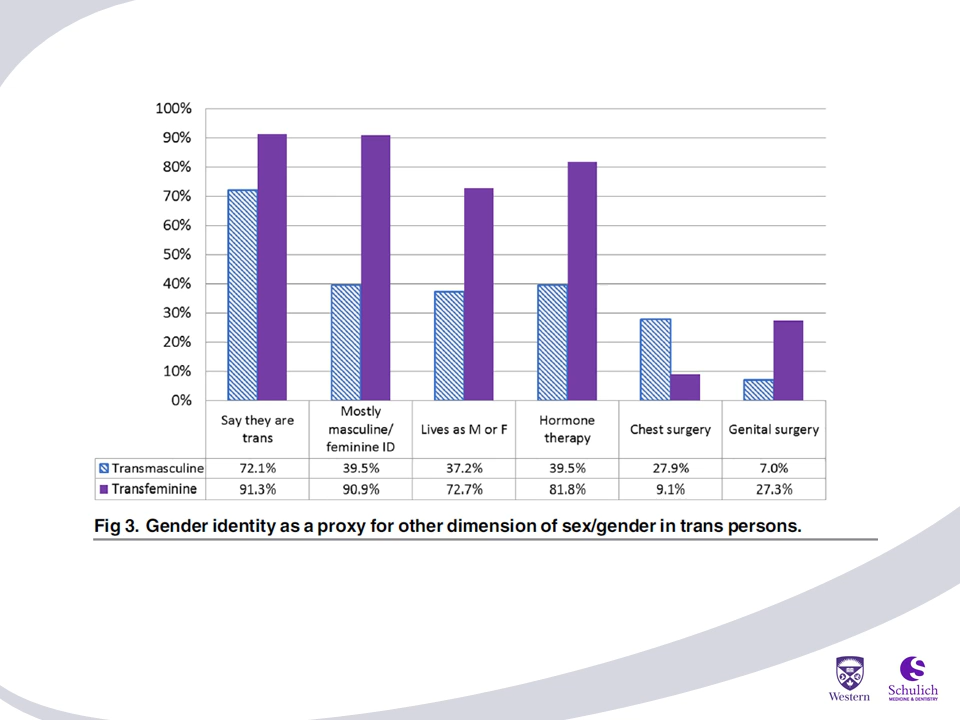 100%
90%
80%
70%
60%
50%
40%
30%
20%
10%
0%
Say they are
trans
Mostly
masculine/
feminine ID
Lives as M or F
Hormone
therapy
Chest surgery
Genital surgery
Transmasculine 72.1% 39.5% 37.2% 39.5% 27.9% 7.0%
Transfeminine 91.3% 90.9% 72.7% 81.8% 9.1% 27.3%
Fig 3. Gender identity as a proxy for other dimension of sex/gender in trans persons.
Western
Schulich
MEDICINE & DENTISTRY